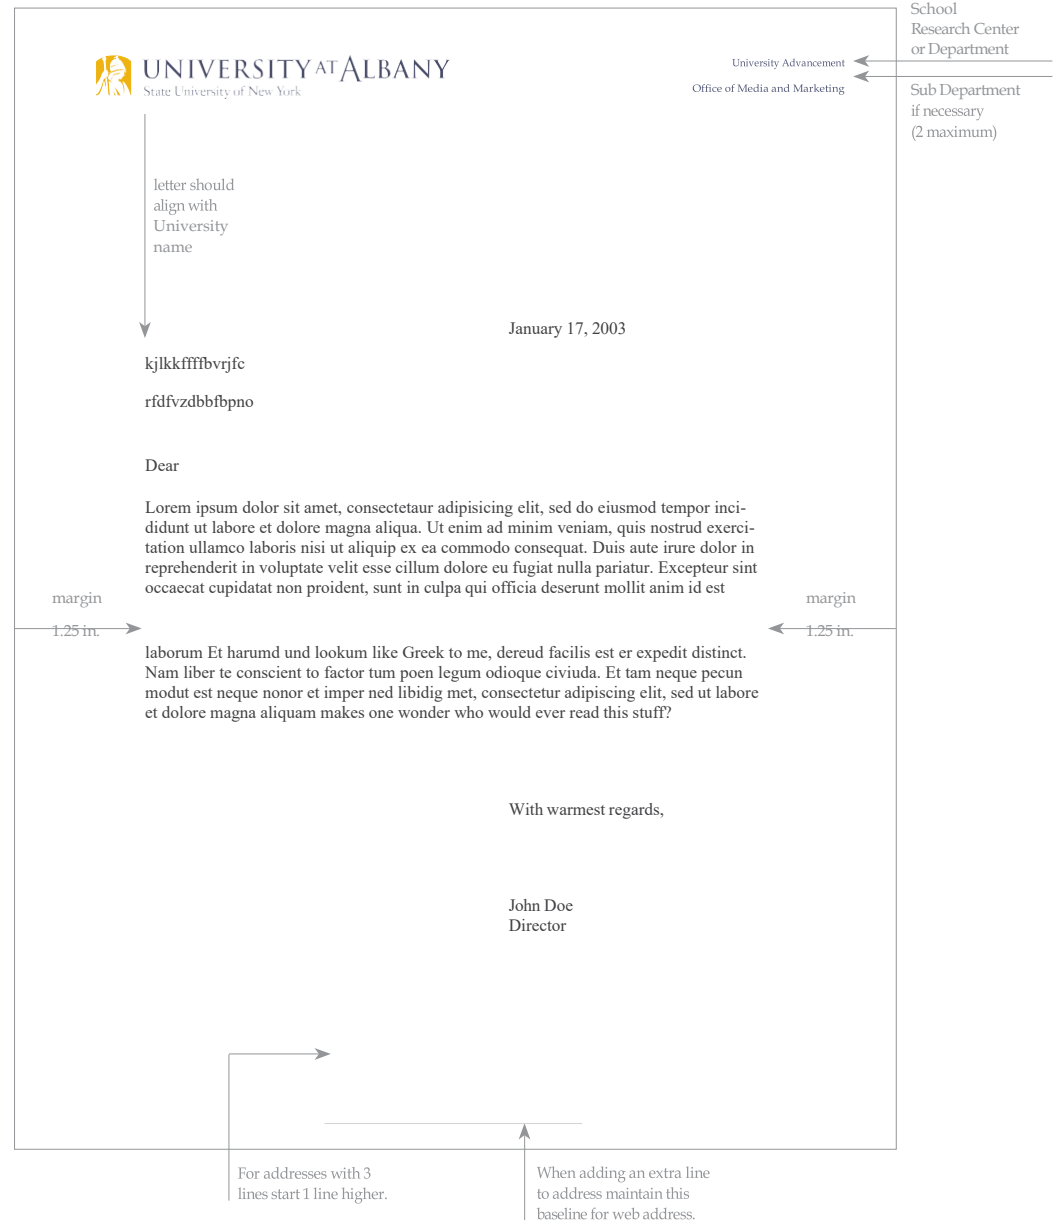 School
Research Center
or Department
UNIVERSITY AT ALBANY
State University of New York
University Advancement
Office of Media and Marketing
Sub Department
if necessary
(2 maximum)
letter should
align with
University
name
January 17, 2003
kjlkkffffbvrjfc
rfdfvzdbbfbpno
Dear
Lorem ipsum dolor sit amet, consectetaur adipisicing elit, sed do eiusmod tempor inci-
didunt ut labore et dolore magna aliqua. Ut enim ad minim veniam, quis nostrud exerci-
tation ullamco laboris nisi ut aliquip ex ea commodo consequat. Duis aute irure dolor in
reprehenderit in voluptate velit esse cillum dolore eu fugiat nulla pariatur. Excepteur sint
occaecat cupidatat non proident, sunt in culpa qui officia deserunt mollit anim id est
margin
1.25 in.
margin
1.25 in.
laborum Et harumd und lookum like Greek to me, dereud facilis est er expedit distinct.
Nam liber te conscient to factor tum poen legum odioque civiuda. Et tam neque pecun
modut est neque nonor et imper ned libidig met, consectetur adipiscing elit, sed ut labore
et dolore magna aliquam makes one wonder who would ever read this stuff?
With warmest regards,
John Doe
Director
For addresses with 3
lines start 1 line higher.
When adding an extra line
to address maintain this
baseline for web address.